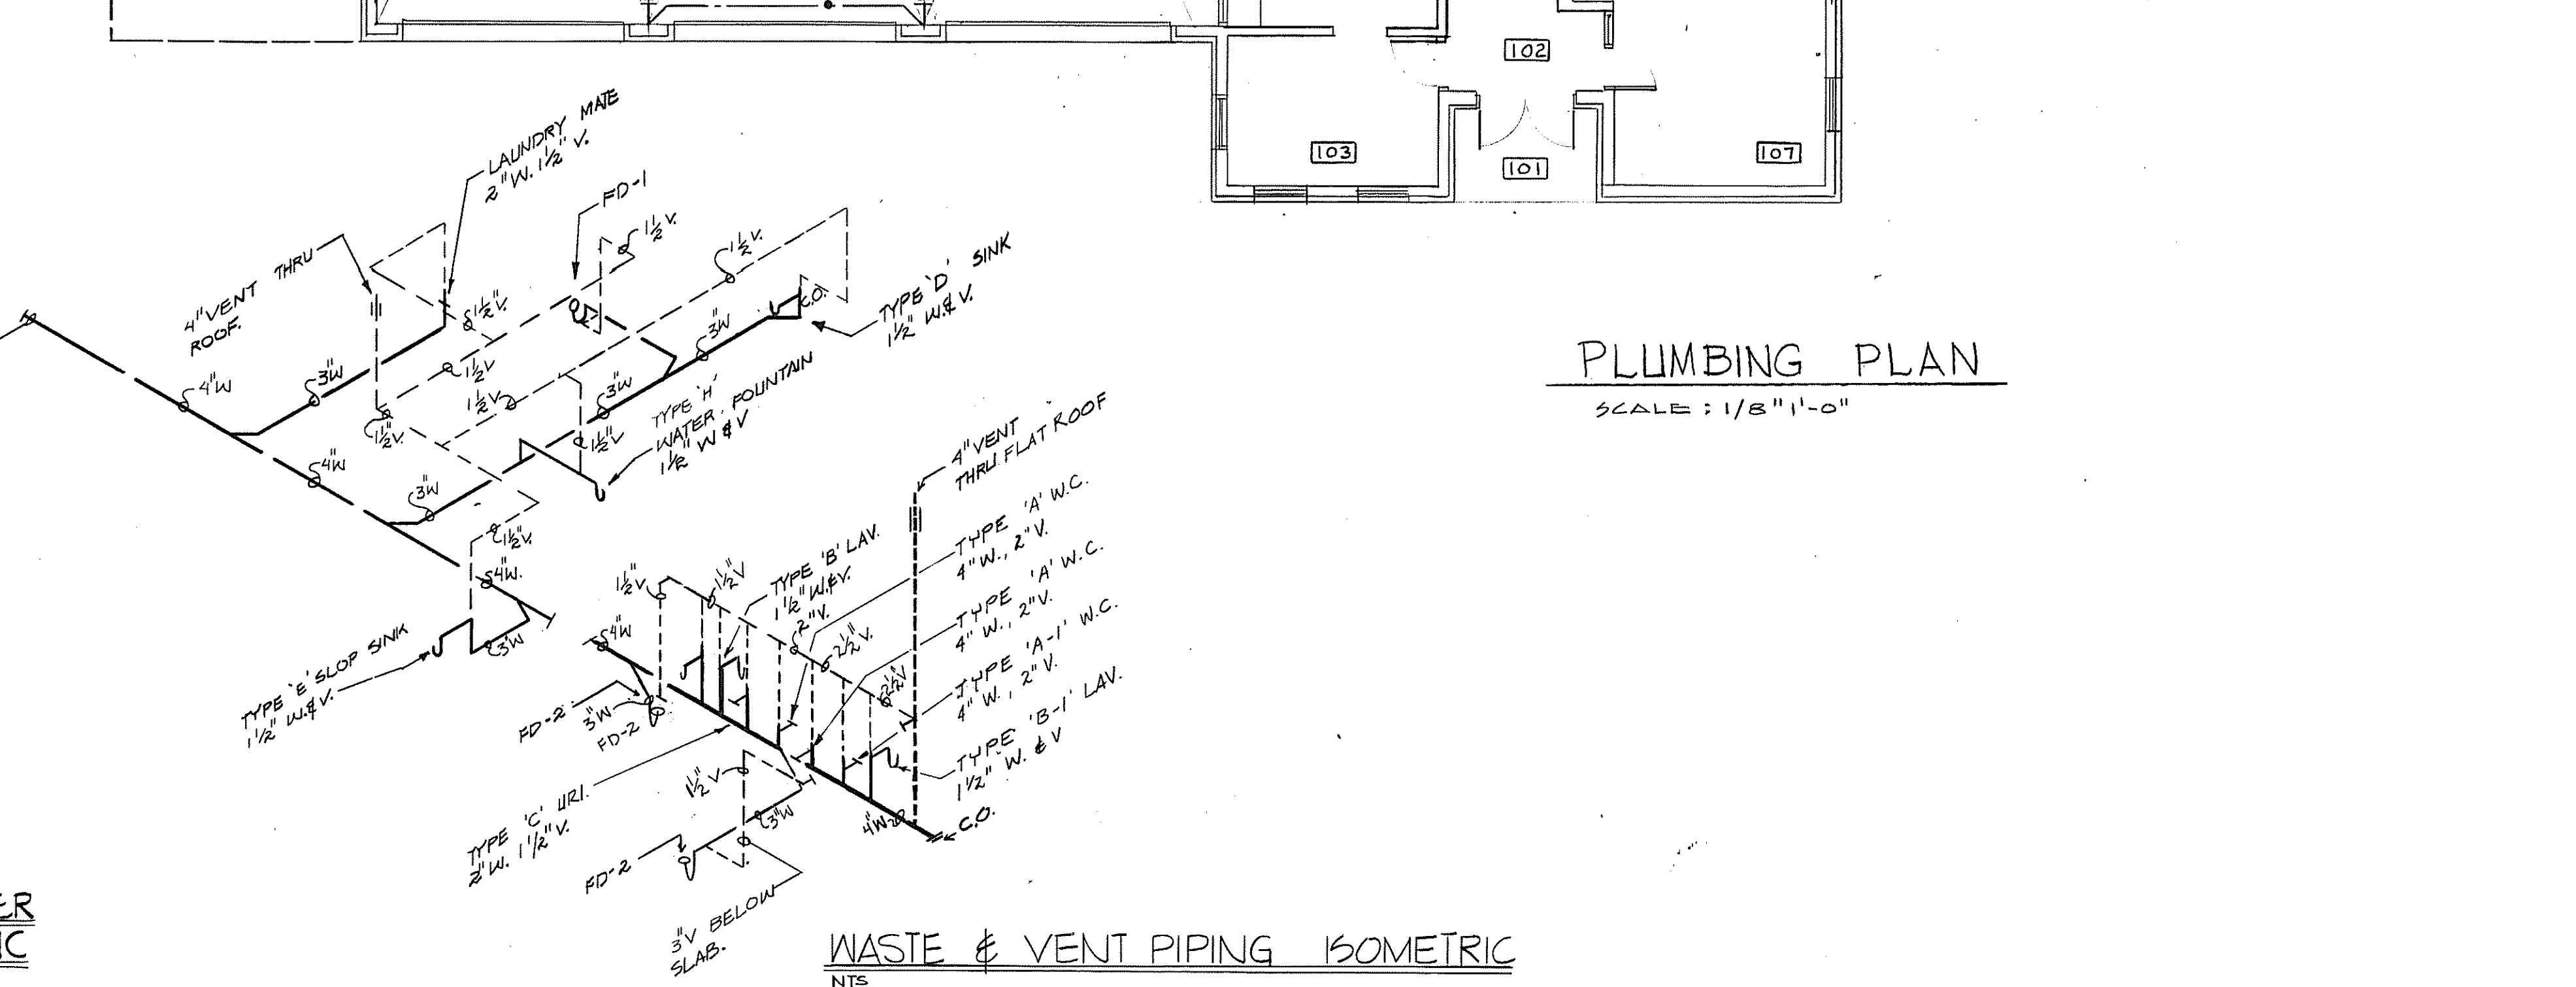 102
103
101
107
LAUNDRY MATE
2"W. 1½" V.
FD-1
1½"V.
1½"V.
4" VENT THRU
ROOF.
1½"V.
C.O.
TYPE 'D' SINK
1½" W.&V.
4"W
3"W
1½"V
3"W
1½"V.
1½"V.
3"W
1½"V
TYPE 'H'
WATER FOUNTAIN
1½" W & V
4"W
3"W
1½"V.
4"W.
TYPE 'E' SLOP SINK
1½" W.&V.
3"W
PLUMBING PLAN
SCALE : 1/8" 1'-0"
4" VENT
THRU FLAT ROOF
TYPE 'A' W.C.
4" W., 2" V.
TYPE 'A' W.C.
4" W., 2" V.
TYPE 'A-1' W.C.
4" W., 2" V.
TYPE 'B-1' LAV.
1½" W. & V
TYPE 'B' LAV.
1½" W.&V.
1½"V
1½"V
2"V.
2½"V.
2½"V
4"W
FD-2
3"W
FD-2
TYPE 'C' URI.
2"W. 1½" V.
1½"V
3"W
FD-2
4"W
C.O.
3"V BELOW
SLAB.
ER
IC
WASTE & VENT PIPING ISOMETRIC
NTS